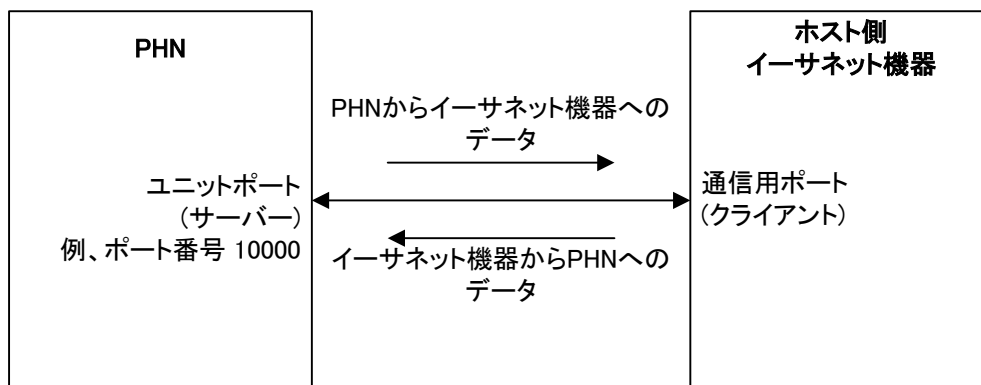 PHN
ホスト側
イーサネット機器
PHNからイーサネット機器への
データ
ユニットポート
(サーバー)
例、ポート番号 10000
通信用ポート
(クライアント)
イーサネット機器からPHNへの
データ